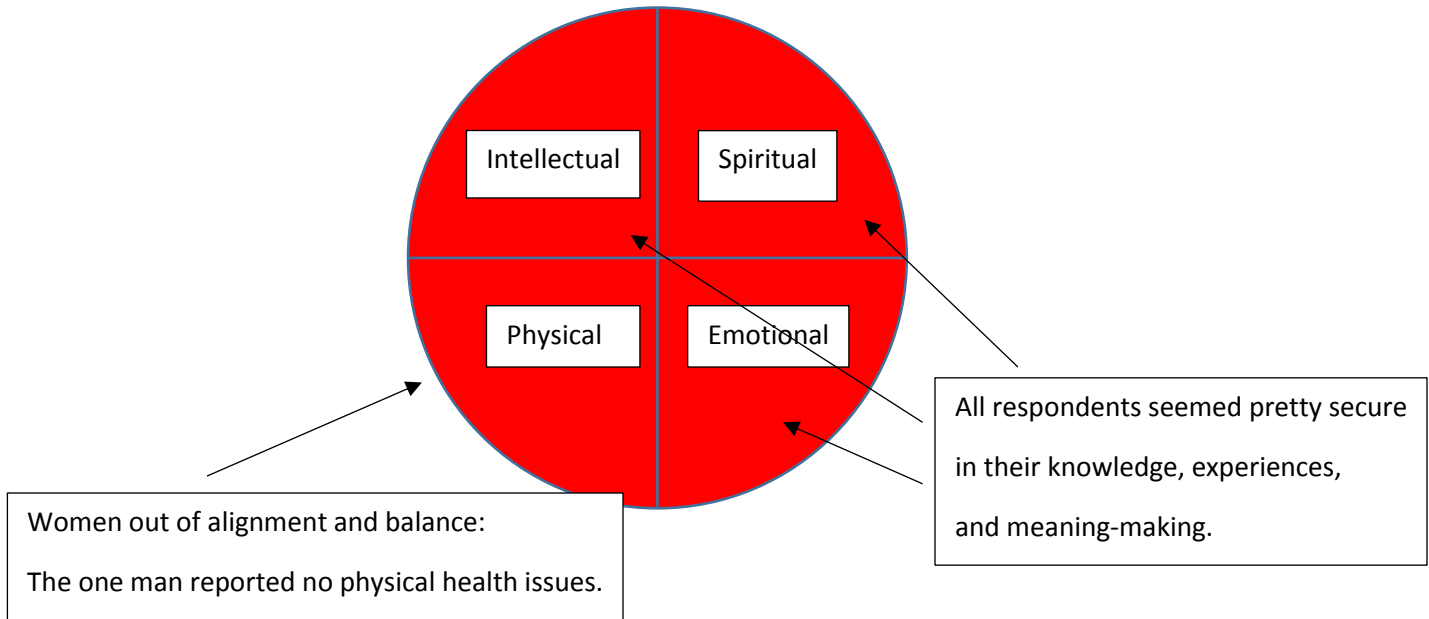 Intellectual
Spiritual
Physical
Emotional
All respondents seemed pretty secure
in their knowledge, experiences,
and meaning-making.
Women out of alignment and balance:
The one man reported no physical health issues.